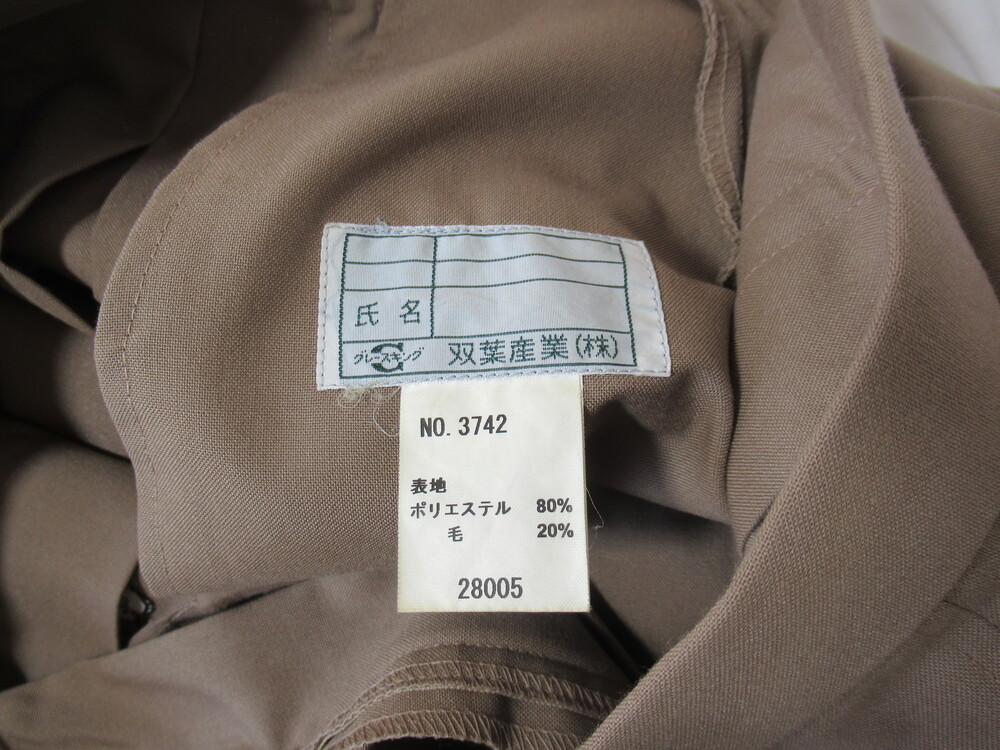 氏名
グレースキング 双葉産業(株)
NO. 3742
表地
ポリエステル 80%
毛 20%
28005